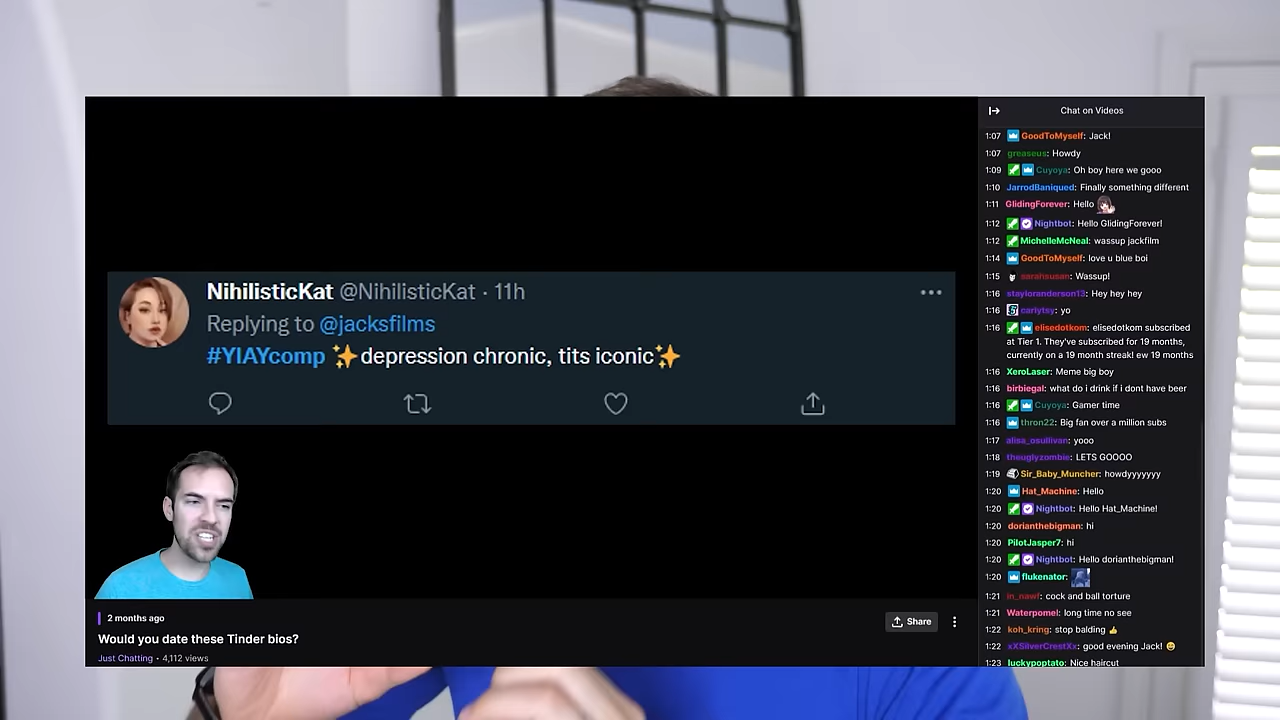 NihilisticKat @NihilisticKat · 11h
Replying to @jacksfilms
#YIAYcomp ✨depression chronic, tits iconic✨
2 months ago
Would you date these Tinder bios?
Just Chatting • 4,112 views
Share
Chat on Videos
1:07 GoodToMyself: Jack!
1:07 greaseus: Howdy
1:09 Cuyoya: Oh boy here we gooo
1:10 JarrodBaniqued: Finally something different
1:11 GlidingForever: Hello
1:12 Nightbot: Hello GlidingForever!
1:12 MichelleMcNeal: wassup jackfilm
1:14 GoodToMyself: love u blue boi
1:15 sarahsusan: Wassup!
1:16 stayloranderson13: Hey hey hey
1:16 carlytsy: yo
1:16 elisedotkom: elisedotkom subscribed
at Tier 1. They've subscribed for 19 months,
currently on a 19 month streak! ew 19 months
1:16 XeroLaser: Meme big boy
1:16 birbiegal: what do i drink if i dont have beer
1:16 Cuyoya: Gamer time
1:16 thron22: Big fan over a million subs
1:17 alisa_osullivan: yooo
1:18 theuglyzombie: LETS GOOOO
1:19 Sir_Baby_Muncher: howdyyyyyy
1:20 Hat_Machine: Hello
1:20 Nightbot: Hello Hat_Machine!
1:20 dorianthebigman: hi
1:20 PilotJasper7: hi
1:20 Nightbot: Hello dorianthebigman!
1:20 flukenator:
1:21 in_nawf: cock and ball torture
1:21 Waterpomel: long time no see
1:22 koh_kring: stop balding 👍
1:22 xXSilverCrestXx: good evening Jack! 😀
1:23 luckypoptato: Nice haircut